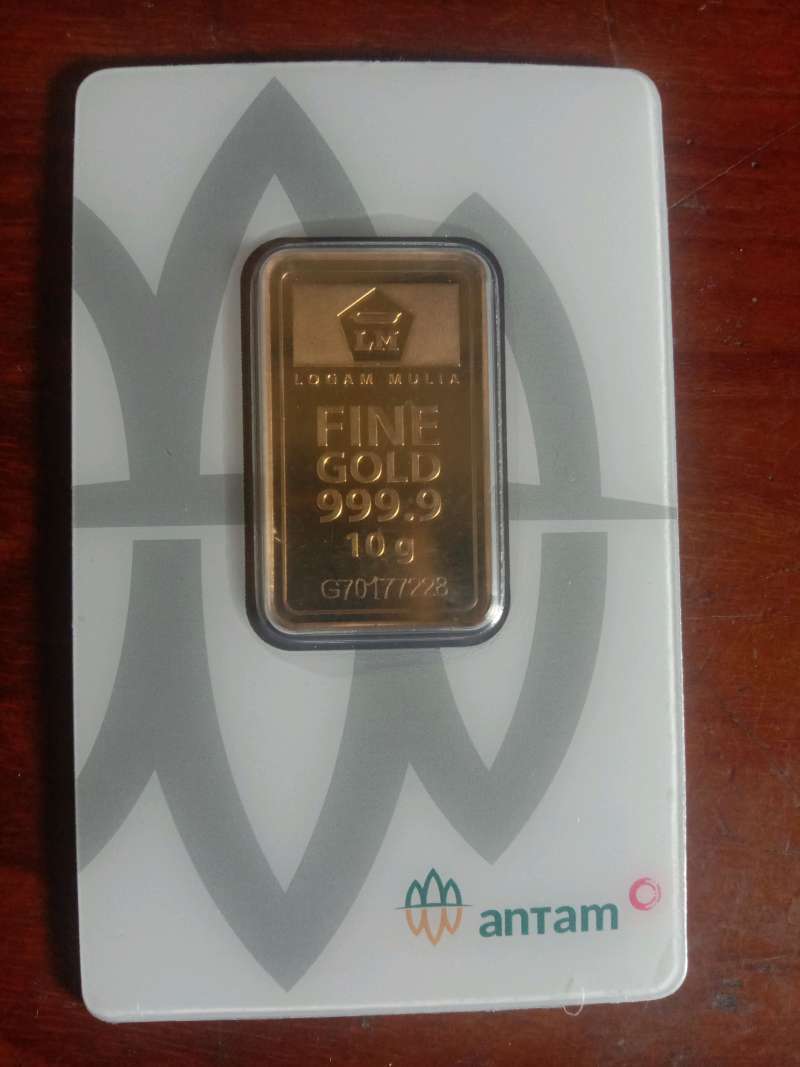 LM
LOGAM MULIA
FINE
GOLD
999.9
10 g
G70177228
antam